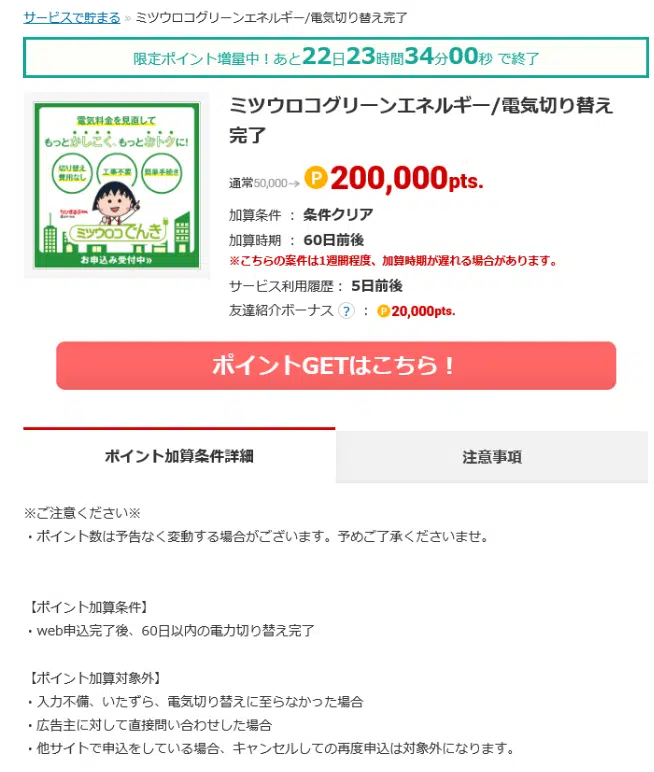 サービスで貯まる » ミツウロコグリーンエネルギー/電気切り替え完了
限定ポイント増量中！あと22日23時間34分00秒 で終了
電気料金を見直して
もっとかしこく、もっとおトクに!
切り替え
費用なし
工事不要
簡単手続き
ミツウロコでんき
お申込み受付中»
ミツウロコグリーンエネルギー/電気切り替え
完了
通常50,000→ P 200,000pts.
加算条件 ： 条件クリア
加算時期 ： 60日前後
※こちらの案件は1週間程度、加算時期が遅れる場合があります。
サービス利用履歴： 5日前後
友達紹介ボーナス ? ： P 20,000pts.
ポイントGETはこちら！
ポイント加算条件詳細
注意事項
※ご注意ください※
・ポイント数は予告なく変動する場合がございます。予めご了承くださいませ。
【ポイント加算条件】
・web申込完了後、60日以内の電力切り替え完了
【ポイント加算対象外】
・入力不備、いたずら、電気切り替えに至らなかった場合
・広告主に対して直接問い合わせした場合
・他サイトで申込をしている場合、キャンセルしての再度申込は対象外になります。